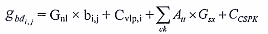 g_{bd_{i,j}} = G_{nl} × b_{i,j} + C_{vlp,i} + ∑_{ck} A_{tt} × G_{sx} + C_{CSPK}